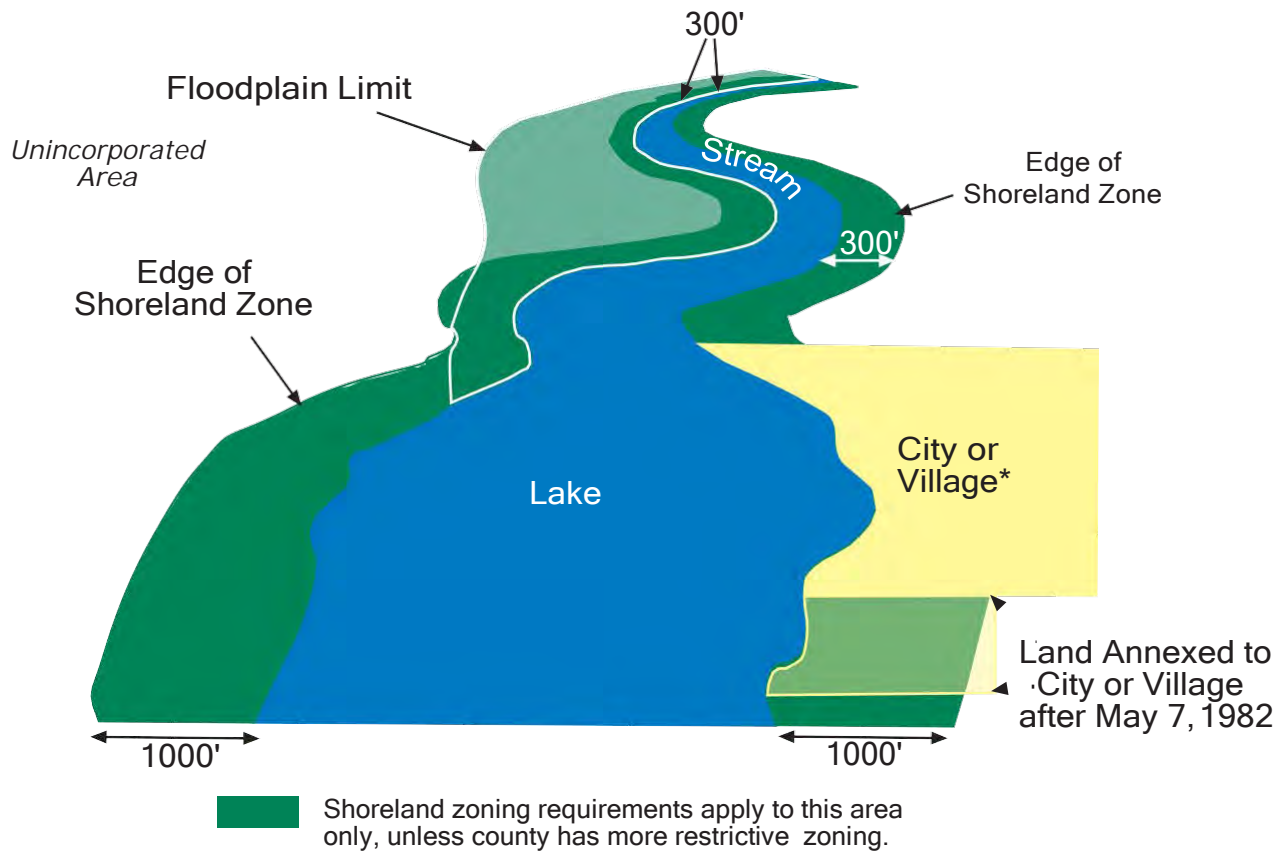 300'
Floodplain Limit
Unincorporated
Area
Stream
Edge of
Shoreland Zone
300'
Edge of
Shoreland Zone
City or
Village*
Lake
Land Annexed to
City or Village
after May 7, 1982
1000'
1000'
Shoreland zoning requirements apply to this area
only, unless county has more restrictive zoning.